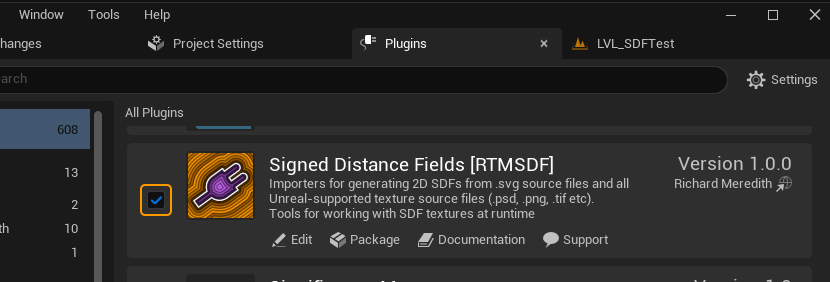 Window Tools Help
hanges Project Settings Plugins LVL_SDFTest
earch Settings
All Plugins
608
13
2
th 10
1
Signed Distance Fields [RTMSDF] Version 1.0.0
Importers for generating 2D SDFs from .svg source files and all Richard Meredith
Unreal-supported texture source files (.psd, .png, .tif etc).
Tools for working with SDF textures at runtime
Edit Package Documentation Support